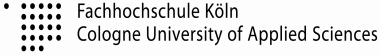 Fachhochschule Köln
Cologne University of Applied Sciences